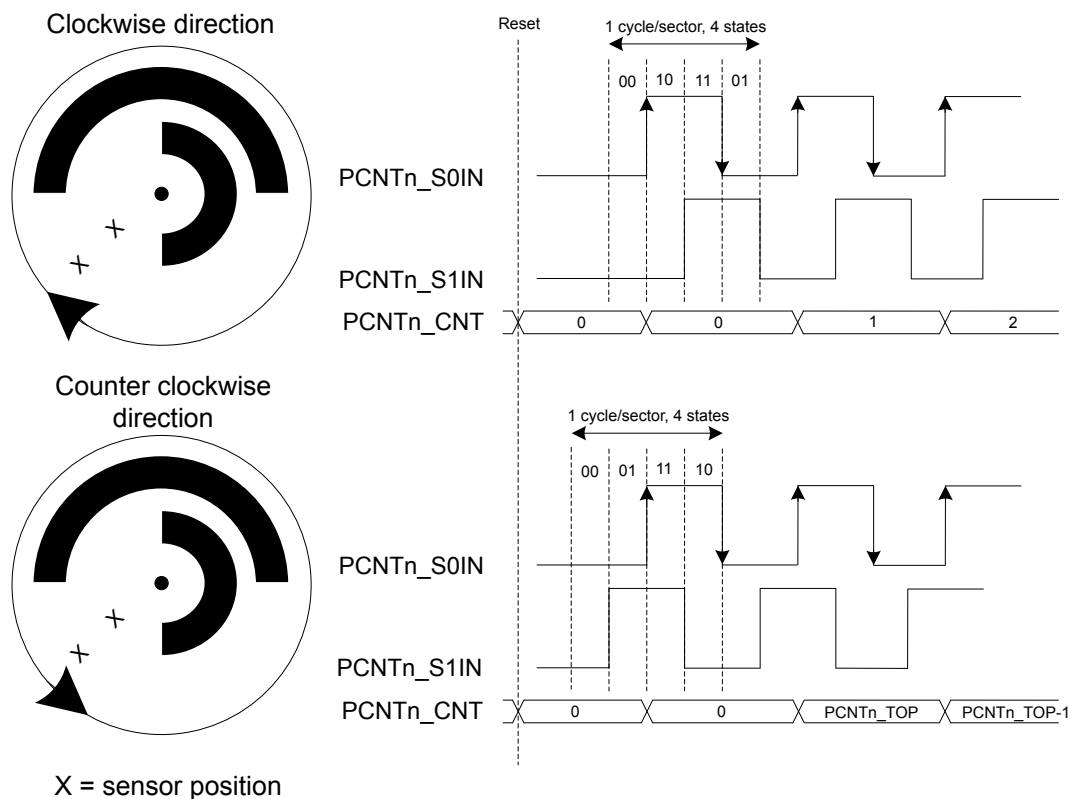 Clockwise direction
Reset
1 cycle/sector, 4 states
00 10 11 01
PCNTn_S0IN
X
X
PCNTn_S1IN
PCNTn_CNT 0 0 1 2
Counter clockwise
direction
1 cycle/sector, 4 states
00 01 11 10
PCNTn_S0IN
X
X
PCNTn_S1IN
PCNTn_CNT 0 0 PCNTn_TOP PCNTn_TOP-1
X = sensor position